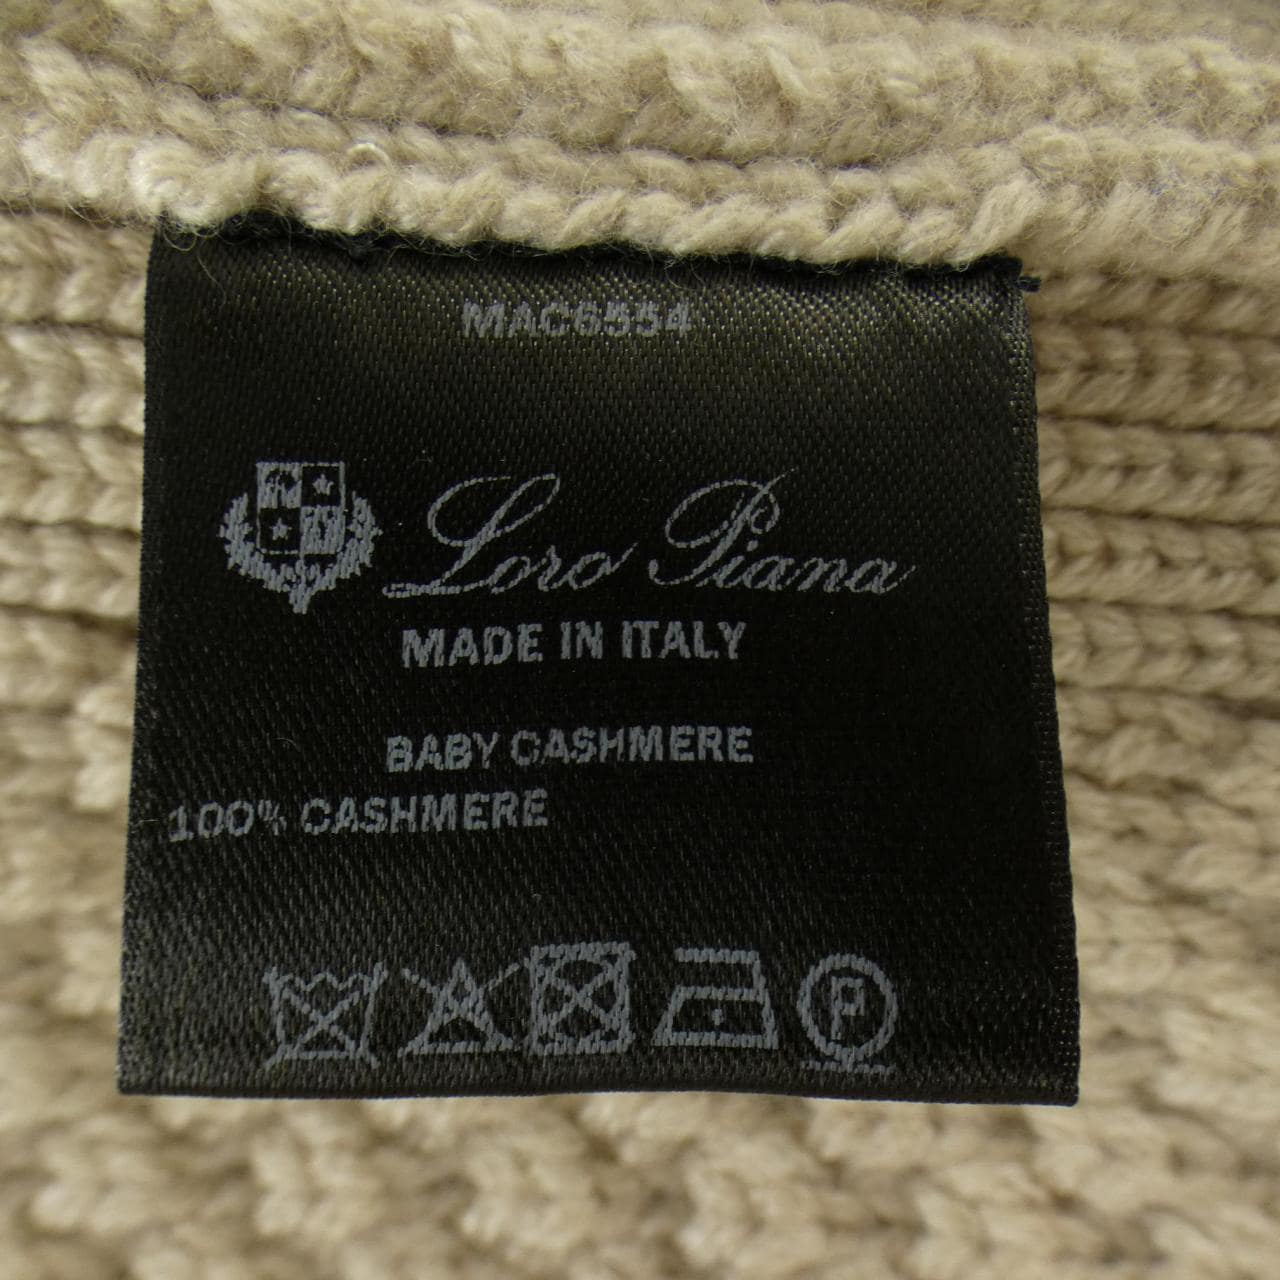 MAC6554
Loro Piana
MADE IN ITALY
BABY CASHMERE
100% CASHMERE
P